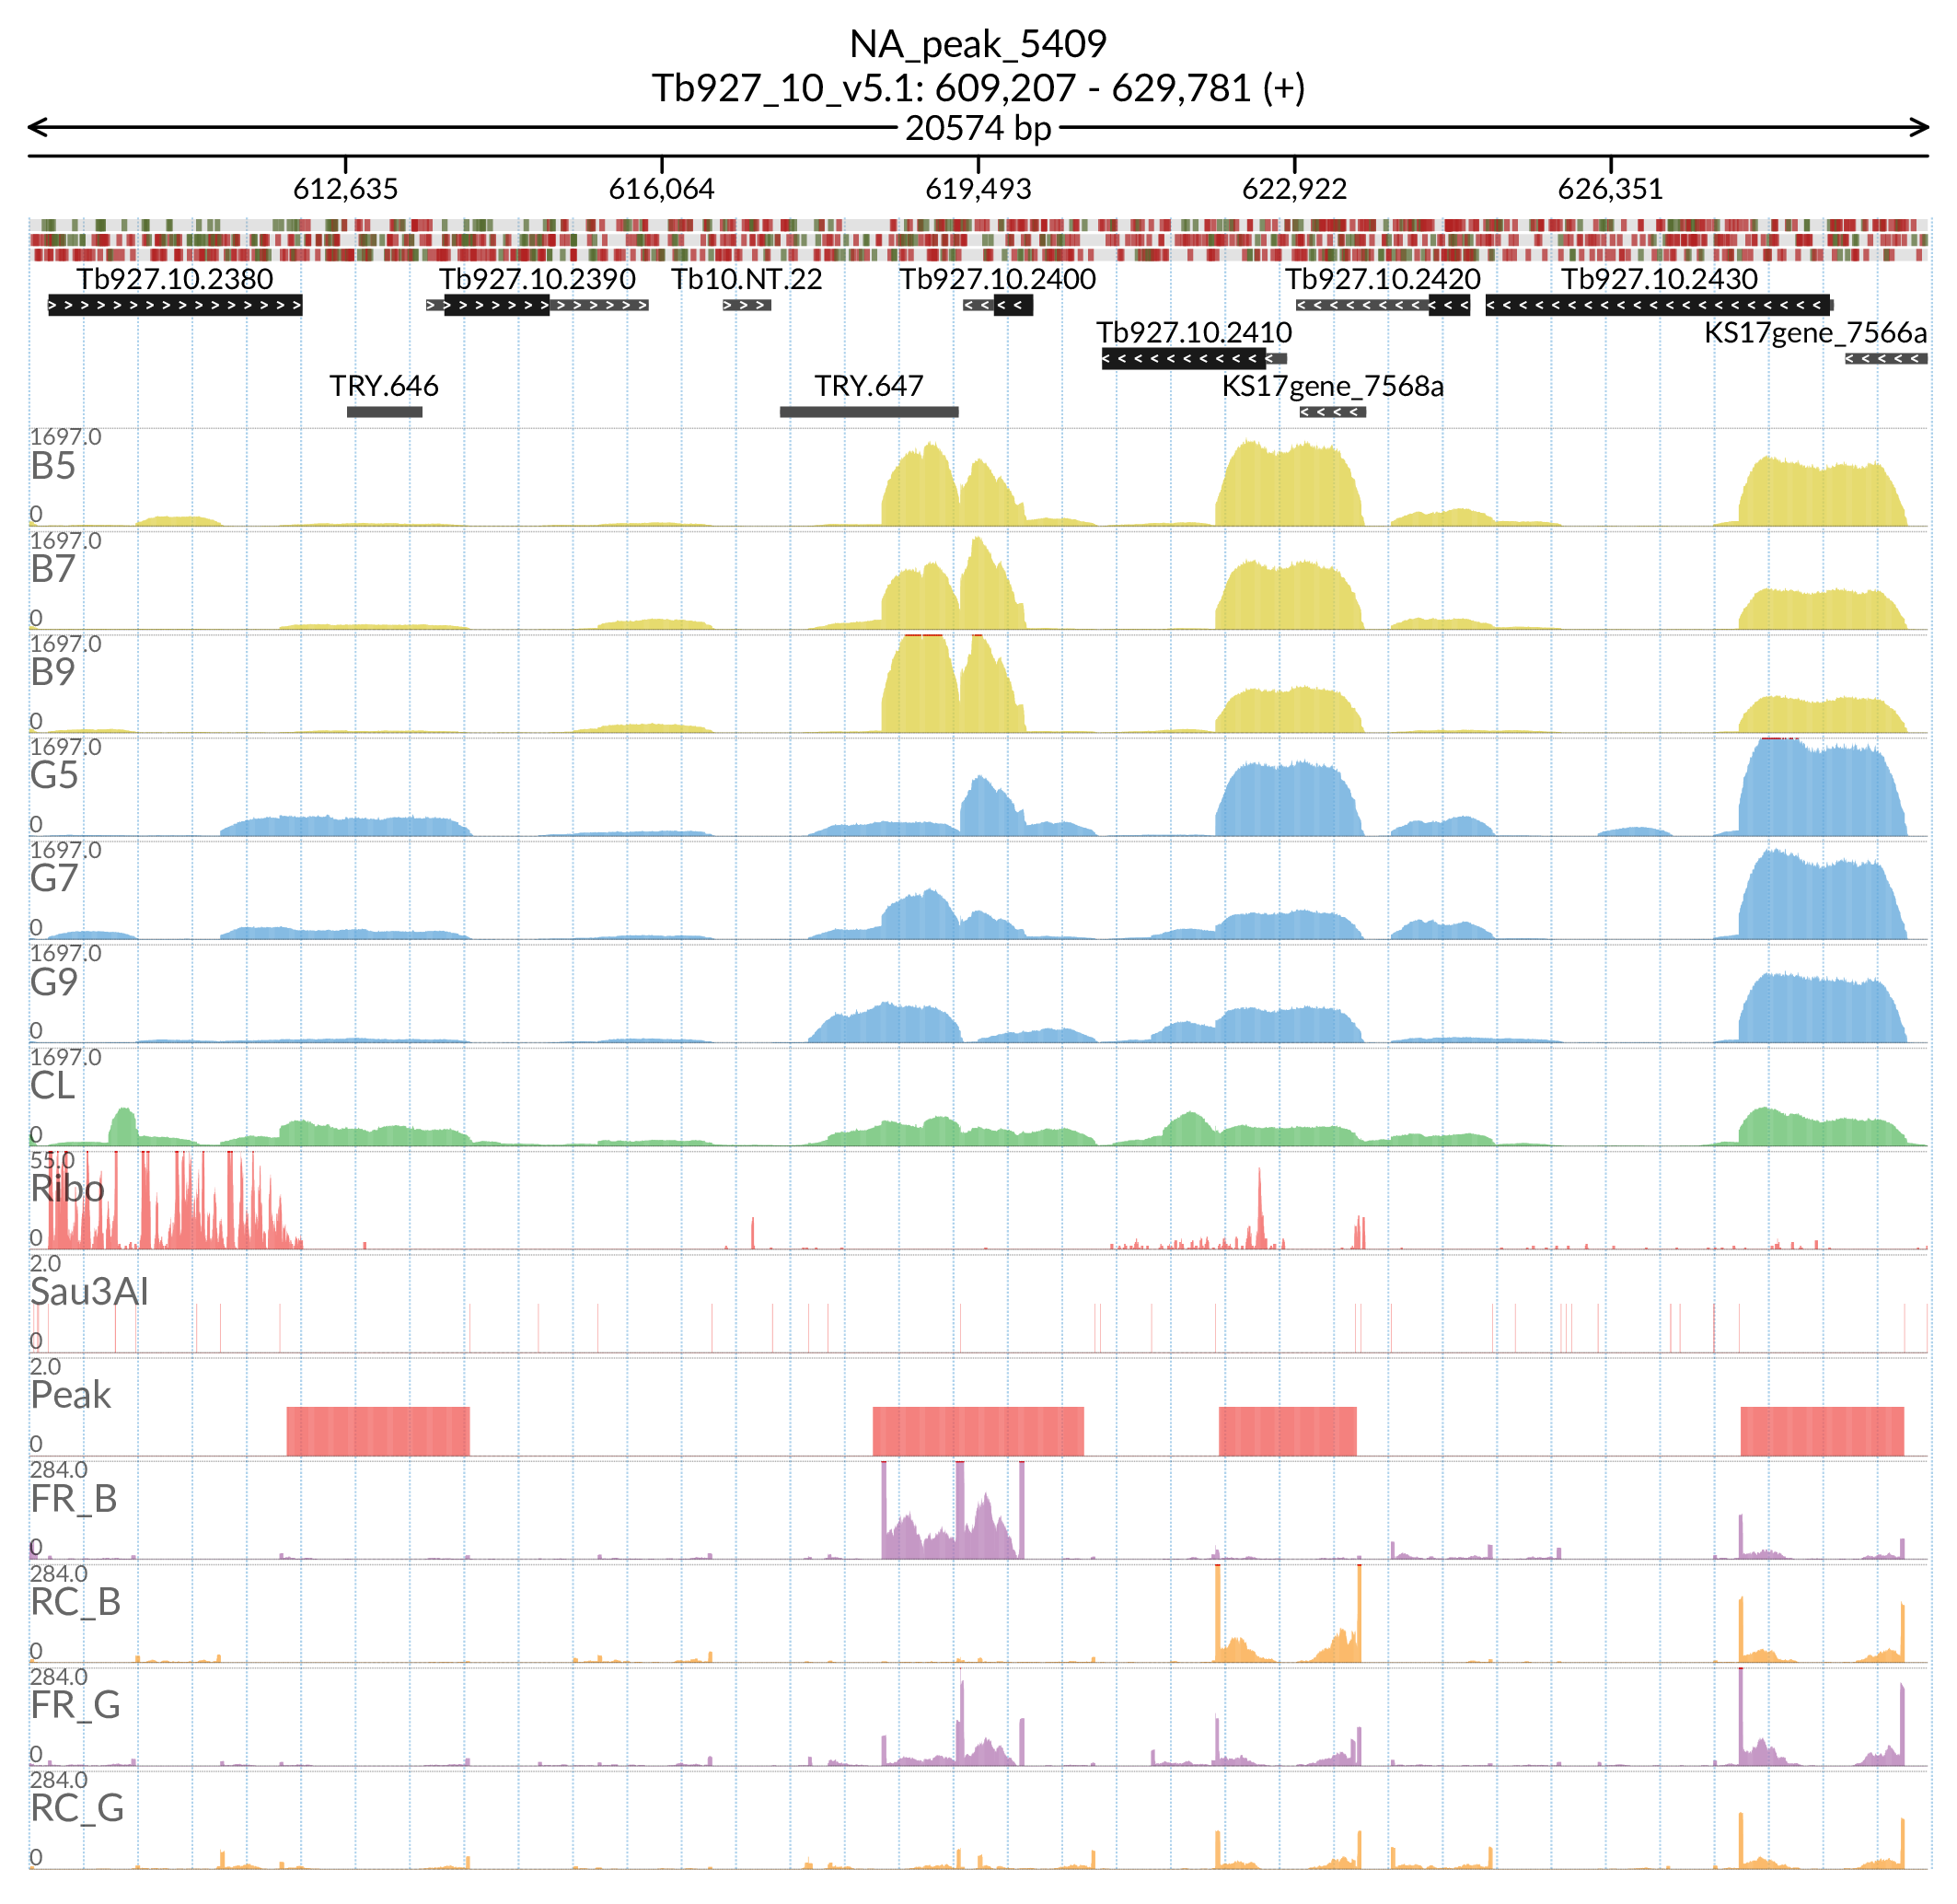 NA_peak_5409
Tb927_10_v5.1: 609,207 - 629,781 (+)
20574 bp
612,635 616,064 619,493 622,922 626,351
Tb927.10.2380 Tb927.10.2390 Tb10.NT.22 Tb927.10.2400 Tb927.10.2420 Tb927.10.2430
Tb927.10.2410 KS17gene_7566a
TRY.646 TRY.647 KS17gene_7568a
1697.0
B5
0
1697.0
B7
0
1697.0
B9
0
1697.0
G5
0
1697.0
G7
0
1697.0
G9
0
1697.0
CL
0
55.0
Ribo
0
2.0
Sau3AI
0
2.0
Peak
0
284.0
FR_B
0
284.0
RC_B
0
284.0
FR_G
0
284.0
RC_G
0